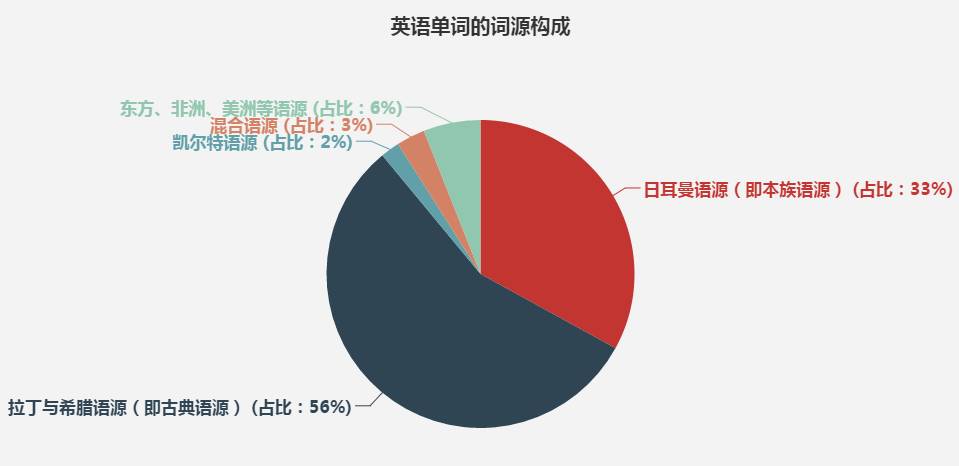 英语单词的词源构成
东方、非洲、美洲等语源 (占比：6%)
混合语源 (占比：3%)
凯尔特语源 (占比：2%)
日耳曼语源（即本族语源） (占比：33%)
拉丁与希腊语源（即古典语源） (占比：56%)